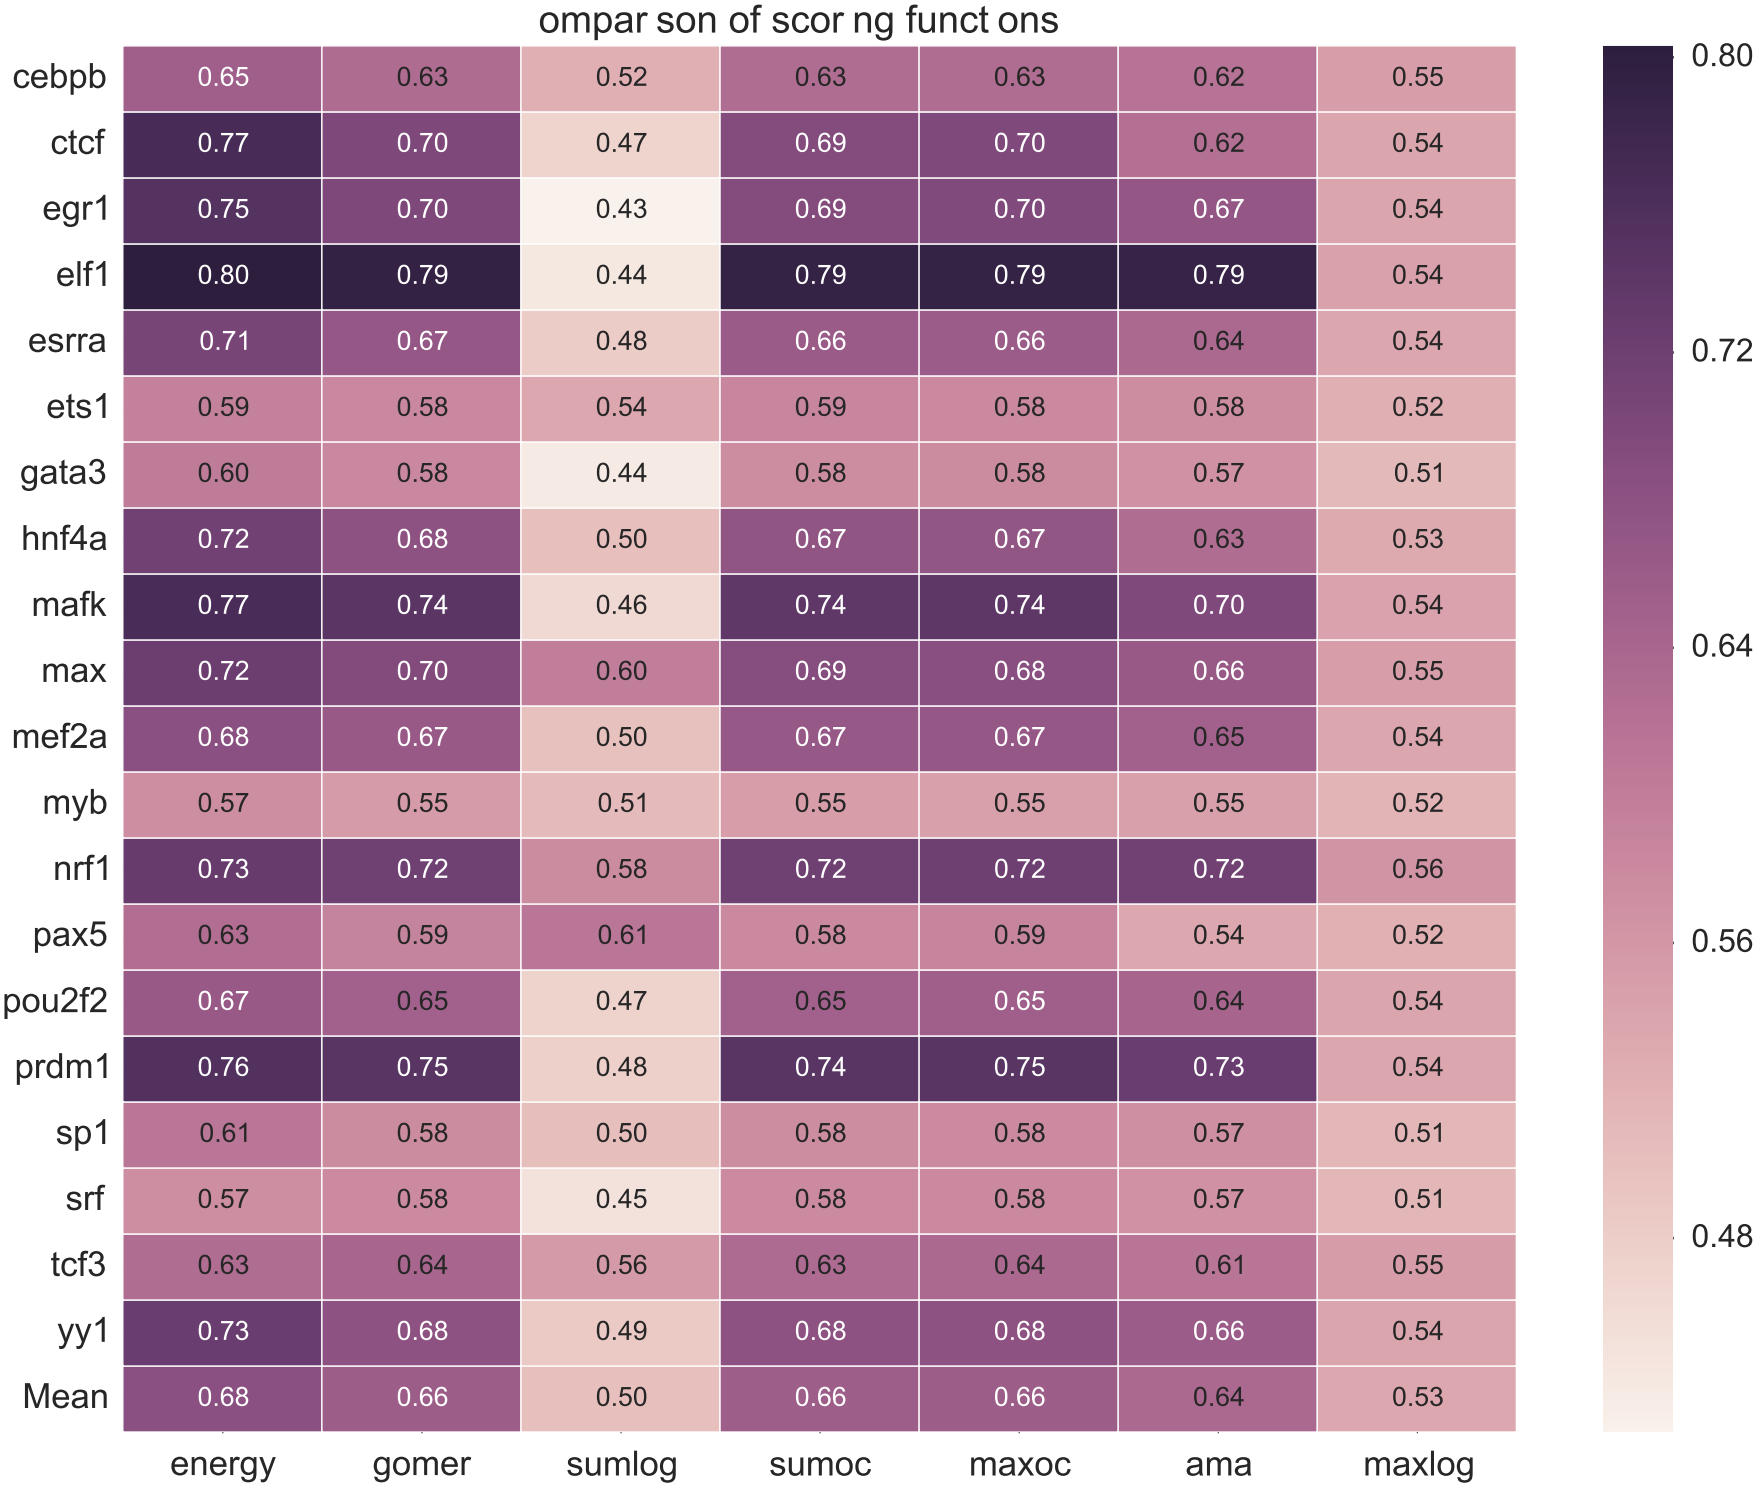 ompar son of scor ng funct ons
cebpb 0.65 0.63 0.52 0.63 0.63 0.62 0.55
ctcf 0.77 0.70 0.47 0.69 0.70 0.62 0.54
egr1 0.75 0.70 0.43 0.69 0.70 0.67 0.54
elf1 0.80 0.79 0.44 0.79 0.79 0.79 0.54
esrra 0.71 0.67 0.48 0.66 0.66 0.64 0.54
ets1 0.59 0.58 0.54 0.59 0.58 0.58 0.52
gata3 0.60 0.58 0.44 0.58 0.58 0.57 0.51
hnf4a 0.72 0.68 0.50 0.67 0.67 0.63 0.53
mafk 0.77 0.74 0.46 0.74 0.74 0.70 0.54
max 0.72 0.70 0.60 0.69 0.68 0.66 0.55
mef2a 0.68 0.67 0.50 0.67 0.67 0.65 0.54
myb 0.57 0.55 0.51 0.55 0.55 0.55 0.52
nrf1 0.73 0.72 0.58 0.72 0.72 0.72 0.56
pax5 0.63 0.59 0.61 0.58 0.59 0.54 0.52
pou2f2 0.67 0.65 0.47 0.65 0.65 0.64 0.54
prdm1 0.76 0.75 0.48 0.74 0.75 0.73 0.54
sp1 0.61 0.58 0.50 0.58 0.58 0.57 0.51
srf 0.57 0.58 0.45 0.58 0.58 0.57 0.51
tcf3 0.63 0.64 0.56 0.63 0.64 0.61 0.55
yy1 0.73 0.68 0.49 0.68 0.68 0.66 0.54
Mean 0.68 0.66 0.50 0.66 0.66 0.64 0.53
energy gomer sumlog sumoc maxoc ama maxlog
0.80
0.72
0.64
0.56
0.48